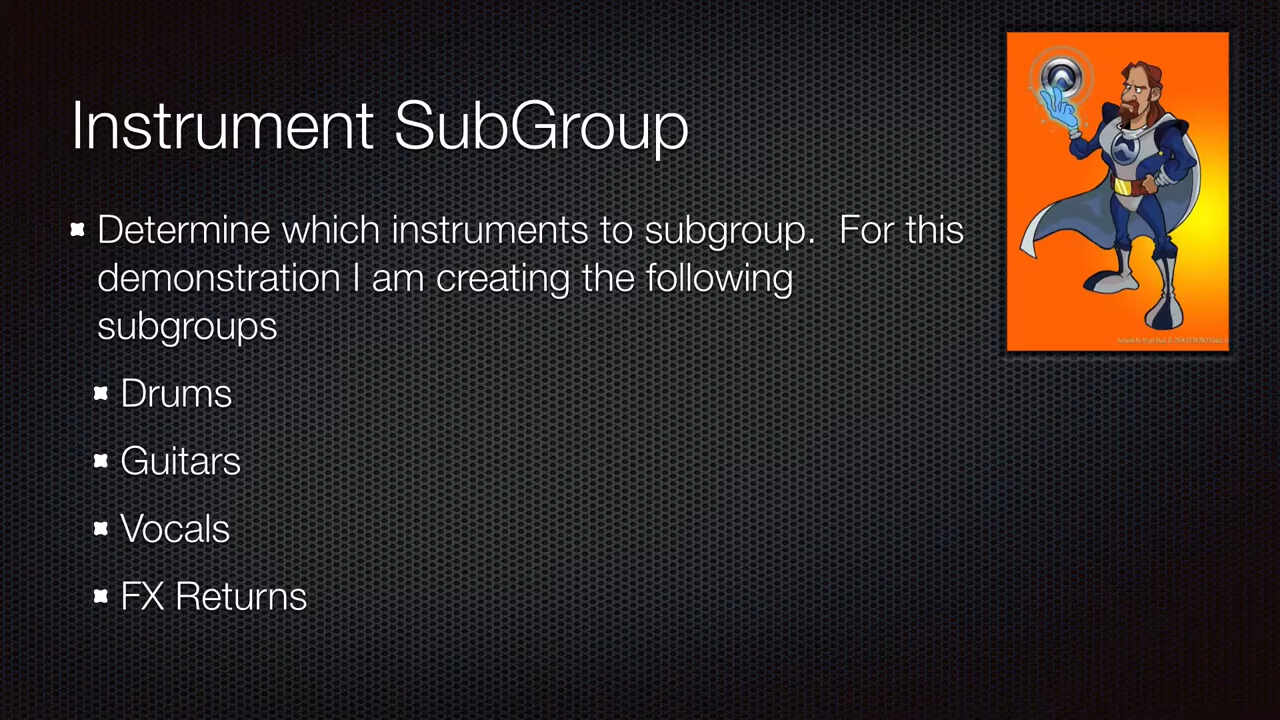 Instrument SubGroup
Determine which instruments to subgroup.  For this
demonstration I am creating the following
subgroups
Drums
Guitars
Vocals
FX Returns